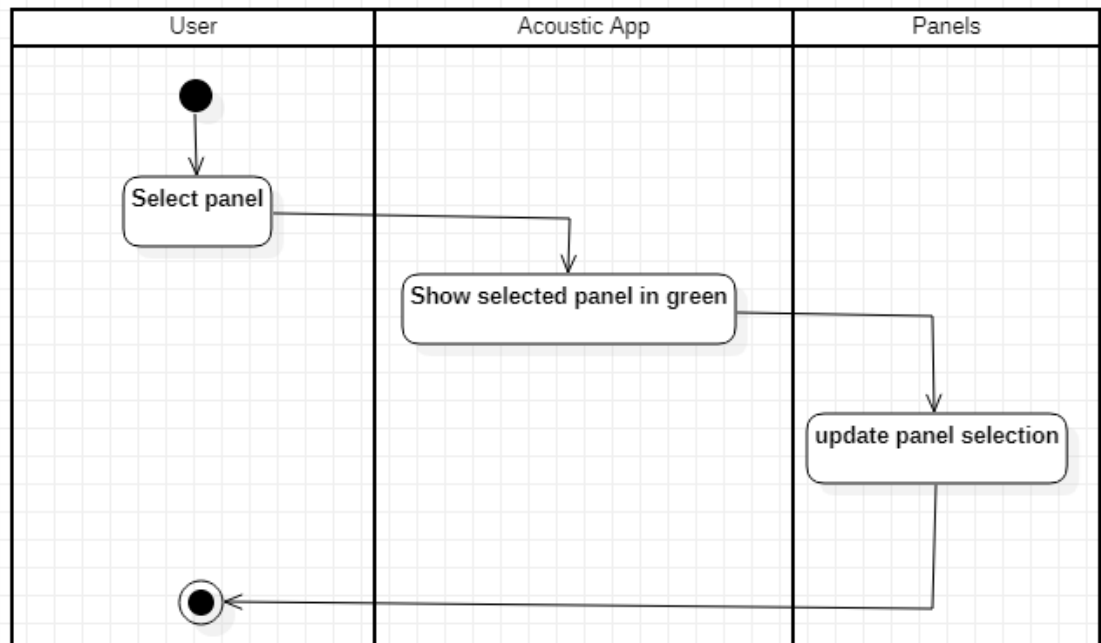 User
Acoustic App
Panels
Select panel
Show selected panel in green
update panel selection